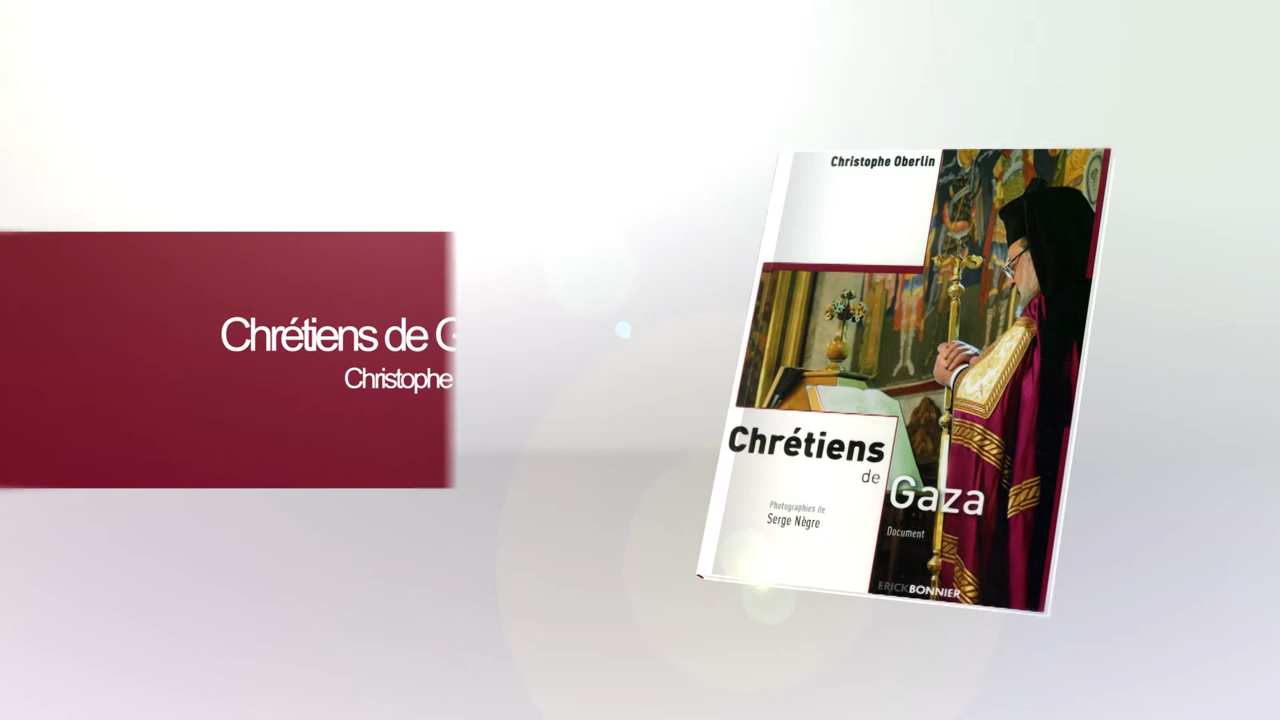 Chrétiens de G
Christophe
Christophe Oberlin
Chrétiens
de
Gaza
Photographies de
Serge Nègre
Document
ERICKBONNIER